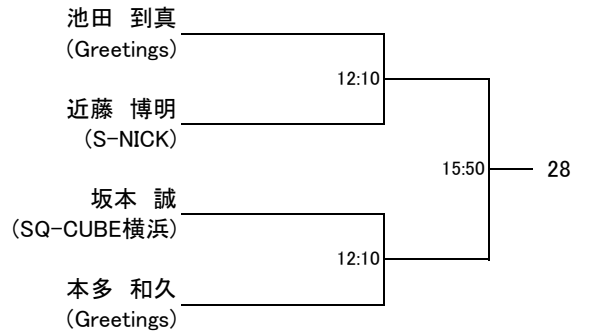 池田　到真
(Greetings)
12:10
近藤　博明
(S-NICK)
15:50
28
坂本　誠
(SQ-CUBE横浜)
12:10
本多　和久
(Greetings)